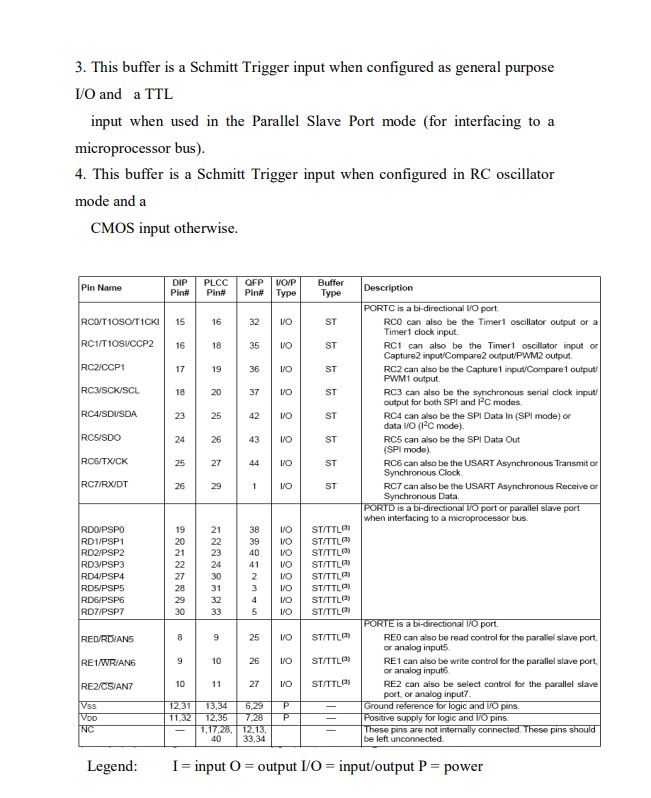 3. This buffer is a Schmitt Trigger input when configured as general purpose
I/O and a TTL
input when used in the Parallel Slave Port mode (for interfacing to a
microprocessor bus).
4. This buffer is a Schmitt Trigger input when configured in RC oscillator
mode and a
CMOS input otherwise.
Pin Name DIP Pin# PLCC Pin# QFP Pin# I/O/P Type Buffer Type Description
PORTC is a bi-directional I/O port.
RC0/T1OSO/T1CKI 15 16 32 I/O ST RC0 can also be the Timer1 oscillator output or a
Timer1 clock input.
RC1/T1OSI/CCP2 16 18 35 I/O ST RC1 can also be the Timer1 oscillator input or
Capture2 input/Compare2 output/PWM2 output.
RC2/CCP1 17 19 36 I/O ST RC2 can also be the Capture1 input/Compare1 output/
PWM1 output.
RC3/SCK/SCL 18 20 37 I/O ST RC3 can also be the synchronous serial clock input/
output for both SPI and I²C modes.
RC4/SDI/SDA 23 25 42 I/O ST RC4 can also be the SPI Data In (SPI mode) or
data I/O (I²C mode).
RC5/SDO 24 26 43 I/O ST RC5 can also be the SPI Data Out
(SPI mode).
RC6/TX/CK 25 27 44 I/O ST RC6 can also be the USART Asynchronous Transmit or
Synchronous Clock.
RC7/RX/DT 26 29 1 I/O ST RC7 can also be the USART Asynchronous Receive or
Synchronous Data.
PORTD is a bi-directional I/O port or parallel slave port
when interfacing to a microprocessor bus.
RD0/PSP0 19 21 38 I/O ST/TTL(3)
RD1/PSP1 20 22 39 I/O ST/TTL(3)
RD2/PSP2 21 23 40 I/O ST/TTL(3)
RD3/PSP3 22 24 41 I/O ST/TTL(3)
RD4/PSP4 27 30 2 I/O ST/TTL(3)
RD5/PSP5 28 31 3 I/O ST/TTL(3)
RD6/PSP6 29 32 4 I/O ST/TTL(3)
RD7/PSP7 30 33 5 I/O ST/TTL(3)
PORTE is a bi-directional I/O port.
RE0/RD/AN5 8 9 25 I/O ST/TTL(3) RE0 can also be read control for the parallel slave port,
or analog input5.
RE1/WR/AN6 9 10 26 I/O ST/TTL(3) RE1 can also be write control for the parallel slave port,
or analog input6.
RE2/CS/AN7 10 11 27 I/O ST/TTL(3) RE2 can also be select control for the parallel slave
port, or analog input7.
VSS 12,31 13,34 6,29 P — Ground reference for logic and I/O pins.
VDD 11,32 12,35 7,28 P — Positive supply for logic and I/O pins.
NC — 1,17,28, 12,13, — These pins are not internally connected. These pins should
40 33,34 be left unconnected.
Legend: I = input O = output I/O = input/output P = power